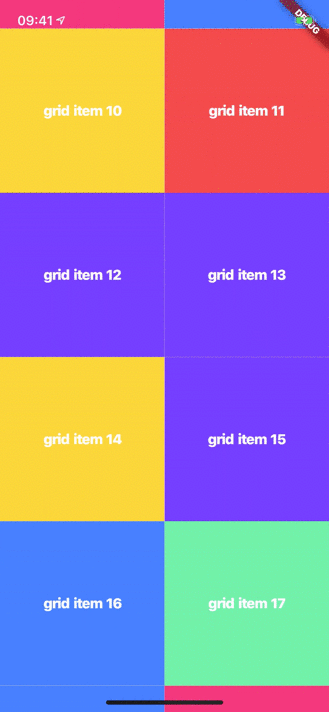 09:41
DEBUG
grid item 10
grid item 11
grid item 12
grid item 13
grid item 14
grid item 15
grid item 16
grid item 17